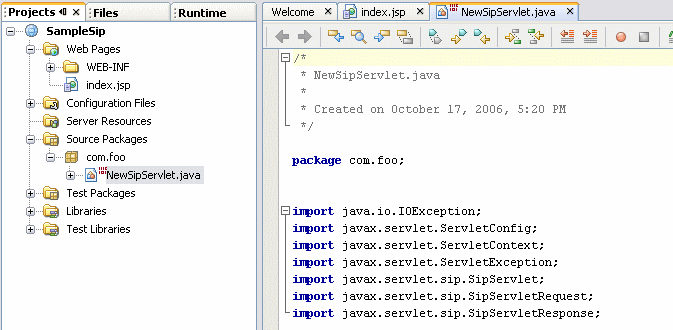 Projects
Files
Runtime
SampleSip
Web Pages
WEB-INF
index.jsp
Configuration Files
Server Resources
Source Packages
com.foo
NewSipServlet.java
Test Packages
Libraries
Test Libraries
Welcome
index.jsp
NewSipServlet.java
/*
* NewSipServlet.java
*
* Created on October 17, 2006, 5:20 PM
*/
package com.foo;
import java.io.IOException;
import javax.servlet.ServletConfig;
import javax.servlet.ServletContext;
import javax.servlet.ServletException;
import javax.servlet.sip.SipServlet;
import javax.servlet.sip.SipServletRequest;
import javax.servlet.sip.SipServletResponse;